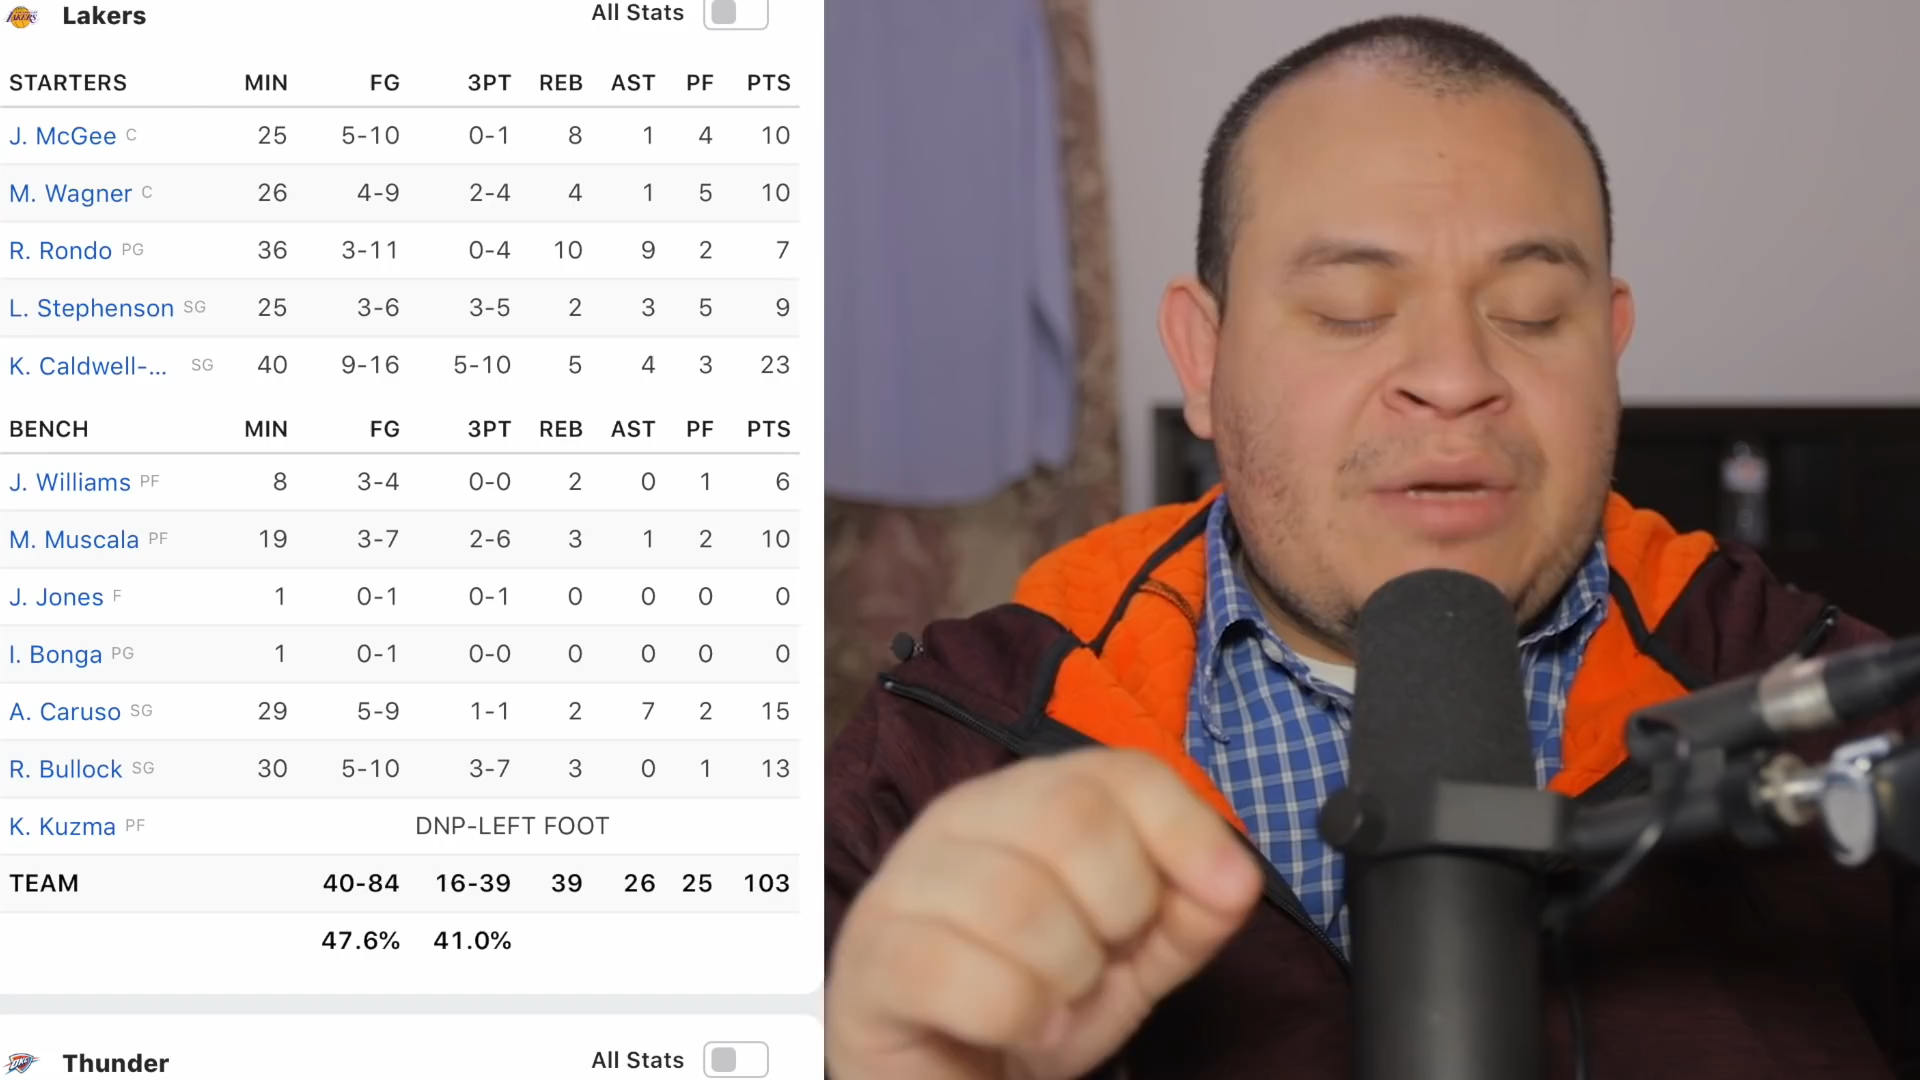 Lakers All Stats
STARTERS MIN FG 3PT REB AST PF PTS
J. McGee C 25 5-10 0-1 8 1 4 10
M. Wagner C 26 4-9 2-4 4 1 5 10
R. Rondo PG 36 3-11 0-4 10 9 2 7
L. Stephenson SG 25 3-6 3-5 2 3 5 9
K. Caldwell-... SG 40 9-16 5-10 5 4 3 23
BENCH MIN FG 3PT REB AST PF PTS
J. Williams PF 8 3-4 0-0 2 0 1 6
M. Muscala PF 19 3-7 2-6 3 1 2 10
J. Jones F 1 0-1 0-1 0 0 0 0
I. Bonga PG 1 0-1 0-0 0 0 0 0
A. Caruso SG 29 5-9 1-1 2 7 2 15
R. Bullock SG 30 5-10 3-7 3 0 1 13
K. Kuzma PF DNP-LEFT FOOT
TEAM 40-84 16-39 39 26 25 103
47.6% 41.0%
Thunder All Stats